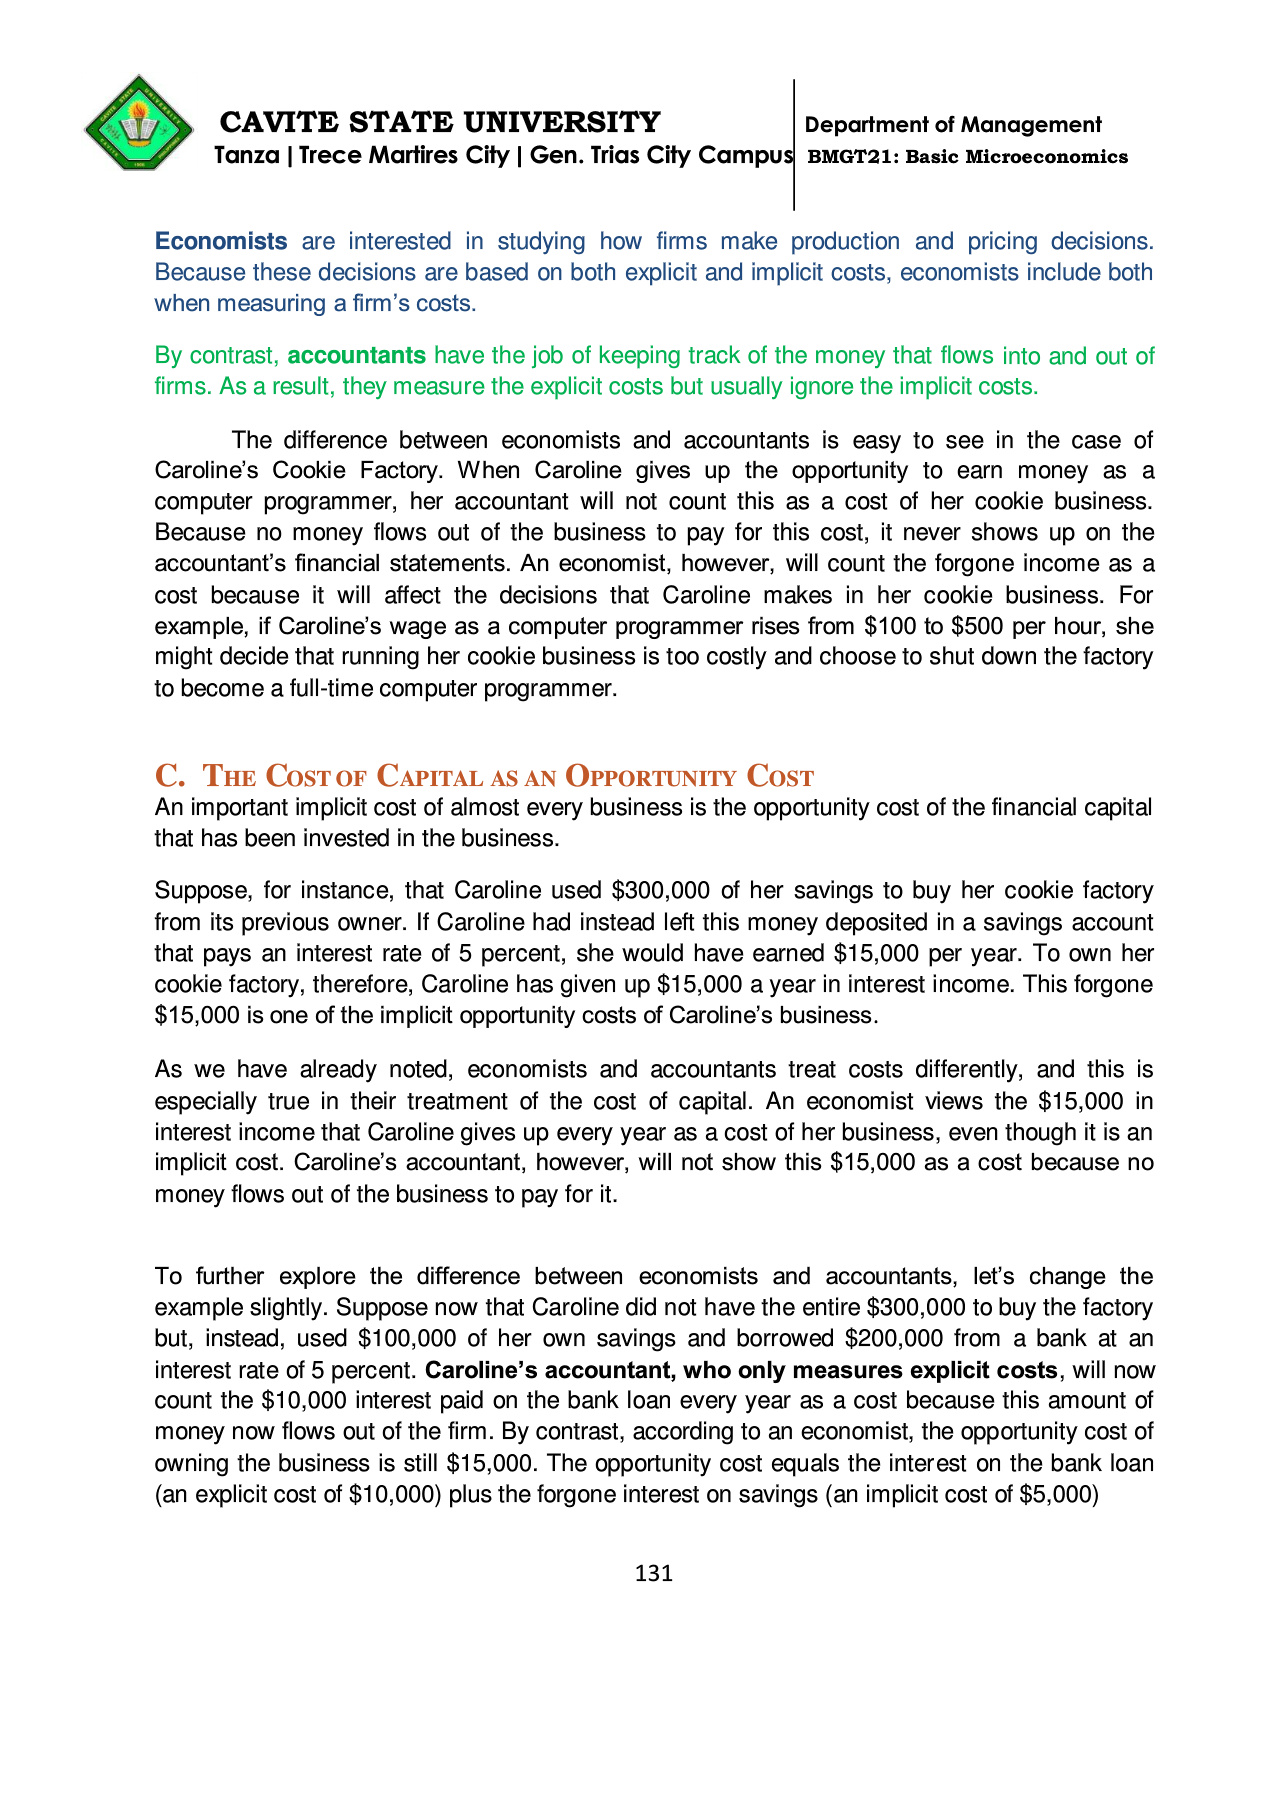 CAVITE STATE UNIVERSITY
Tanza | Trece Martires City | Gen. Trias City Campus
Department of Management
BMGT21: Basic Microeconomics
Economists are interested in studying how firms make production and pricing decisions.
Because these decisions are based on both explicit and implicit costs, economists include both
when measuring a firm’s costs.
By contrast, accountants have the job of keeping track of the money that flows into and out of
firms. As a result, they measure the explicit costs but usually ignore the implicit costs.
The difference between economists and accountants is easy to see in the case of
Caroline’s Cookie Factory. When Caroline gives up the opportunity to earn money as a
computer programmer, her accountant will not count this as a cost of her cookie business.
Because no money flows out of the business to pay for this cost, it never shows up on the
accountant’s financial statements. An economist, however, will count the forgone income as a
cost because it will affect the decisions that Caroline makes in her cookie business. For
example, if Caroline’s wage as a computer programmer rises from $100 to $500 per hour, she
might decide that running her cookie business is too costly and choose to shut down the factory
to become a full-time computer programmer.
C. THE COST OF CAPITAL AS AN OPPORTUNITY COST
An important implicit cost of almost every business is the opportunity cost of the financial capital
that has been invested in the business.
Suppose, for instance, that Caroline used $300,000 of her savings to buy her cookie factory
from its previous owner. If Caroline had instead left this money deposited in a savings account
that pays an interest rate of 5 percent, she would have earned $15,000 per year. To own her
cookie factory, therefore, Caroline has given up $15,000 a year in interest income. This forgone
$15,000 is one of the implicit opportunity costs of Caroline’s business.
As we have already noted, economists and accountants treat costs differently, and this is
especially true in their treatment of the cost of capital. An economist views the $15,000 in
interest income that Caroline gives up every year as a cost of her business, even though it is an
implicit cost. Caroline’s accountant, however, will not show this $15,000 as a cost because no
money flows out of the business to pay for it.
To further explore the difference between economists and accountants, let’s change the
example slightly. Suppose now that Caroline did not have the entire $300,000 to buy the factory
but, instead, used $100,000 of her own savings and borrowed $200,000 from a bank at an
interest rate of 5 percent. Caroline’s accountant, who only measures explicit costs, will now
count the $10,000 interest paid on the bank loan every year as a cost because this amount of
money now flows out of the firm. By contrast, according to an economist, the opportunity cost of
owning the business is still $15,000. The opportunity cost equals the interest on the bank loan
(an explicit cost of $10,000) plus the forgone interest on savings (an implicit cost of $5,000)
131